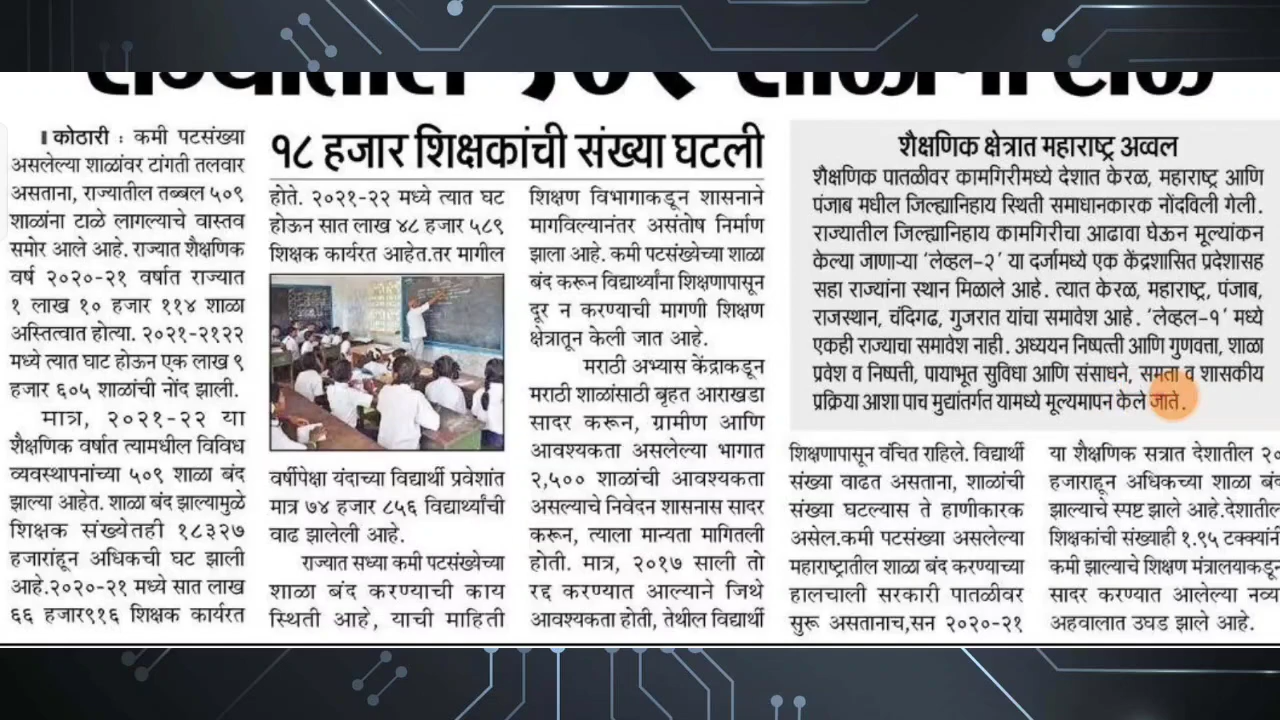 राज्यातील ५०९ शाळांना टाळे
कोठारी : कमी पटसंख्या
असलेल्या शाळांवर टांगती तलवार
असताना, राज्यातील तब्बल ५०९
शाळांना टाळे लागल्याचे वास्तव
समोर आले आहे. राज्यात शैक्षणिक
वर्ष २०२०-२१ वर्षात राज्यात
१ लाख १० हजार ११४ शाळा
अस्तित्वात होत्या. २०२१-२१२२
मध्ये त्यात घाट होऊन एक लाख ९
हजार ६०५ शाळांची नोंद झाली.
मात्र, २०२१-२२ या
शैक्षणिक वर्षात त्यामधील विविध
व्यवस्थापनांच्या ५०९ शाळा बंद
झाल्या आहेत. शाळा बंद झाल्यामुळे
शिक्षक संख्येतही १८३२७
हजारांहून अधिकची घट झाली
आहे.२०२०-२१ मध्ये सात लाख
६६ हजार९१६ शिक्षक कार्यरत
१८ हजार शिक्षकांची संख्या घटली
होते. २०२१-२२ मध्ये त्यात घट
होऊन सात लाख ४८ हजार ५८९
शिक्षक कार्यरत आहेत.तर मागील
वर्षीपेक्षा यंदाच्या विद्यार्थी प्रवेशांत
मात्र ७४ हजार ८५६ विद्यार्थ्यांची
वाढ झालेली आहे.
राज्यात सध्या कमी पटसंख्येच्या
शाळा बंद करण्याची काय
स्थिती आहे, याची माहिती
शिक्षण विभागाकडून शासनाने
मागविल्यानंतर असंतोष निर्माण
झाला आहे. कमी पटसंख्येच्या शाळा
बंद करून विद्यार्थ्यांना शिक्षणापासून
दूर न करण्याची मागणी शिक्षण
क्षेत्रातून केली जात आहे.
मराठी अभ्यास केंद्राकडून
मराठी शाळांसाठी बृहत आराखडा
सादर करून, ग्रामीण आणि
आवश्यकता असलेल्या भागात
२,५०० शाळांची आवश्यकता
असल्याचे निवेदन शासनास सादर
करून, त्याला मान्यता मागितली
होती. मात्र, २०१७ साली तो
रद्द करण्यात आल्याने जिथे
आवश्यकता होती, तेथील विद्यार्थी
शैक्षणिक क्षेत्रात महाराष्ट्र अव्वल
शैक्षणिक पातळीवर कामगिरीमध्ये देशात केरळ, महाराष्ट्र आणि
पंजाब मधील जिल्ह्यानिहाय स्थिती समाधानकारक नोंदविली गेली.
राज्यातील जिल्ह्यानिहाय कामगिरीचा आढावा घेऊन मूल्यांकन
केल्या जाणाऱ्या 'लेव्हल-२' या दर्जामध्ये एक केंद्रशासित प्रदेशासह
सहा राज्यांना स्थान मिळाले आहे. त्यात केरळ, महाराष्ट्र, पंजाब,
राजस्थान, चंदिगढ, गुजरात यांचा समावेश आहे. 'लेव्हल-१' मध्ये
एकही राज्याचा समावेश नाही. अध्ययन निष्पत्ती आणि गुणवत्ता, शाळा
प्रवेश व निष्पती, पायाभूत सुविधा आणि संसाधने, समता व शासकीय
प्रक्रिया आशा पाच मुद्यांतर्गत यामध्ये मूल्यमापन केले जाते.
शिक्षणापासून वंचित राहिले. विद्यार्थी
संख्या वाढत असताना, शाळांची
संख्या घटल्यास ते हाणीकारक
असेल.कमी पटसंख्या असलेल्या
महाराष्ट्रातील शाळा बंद करण्याच्या
हालचाली सरकारी पातळीवर
सुरू असतानाच,सन २०२०-२१
या शैक्षणिक सत्रात देशातील २०
हजाराहून अधिकच्या शाळा बंद
झाल्याचे स्पष्ट झाले आहे.देशातील
शिक्षकांची संख्याही १.९५ टक्क्यांनी
कमी झाल्याचे शिक्षण मंत्रालयाकडून
सादर करण्यात आलेल्या नव्या
अहवालात उघड झाले आहे.